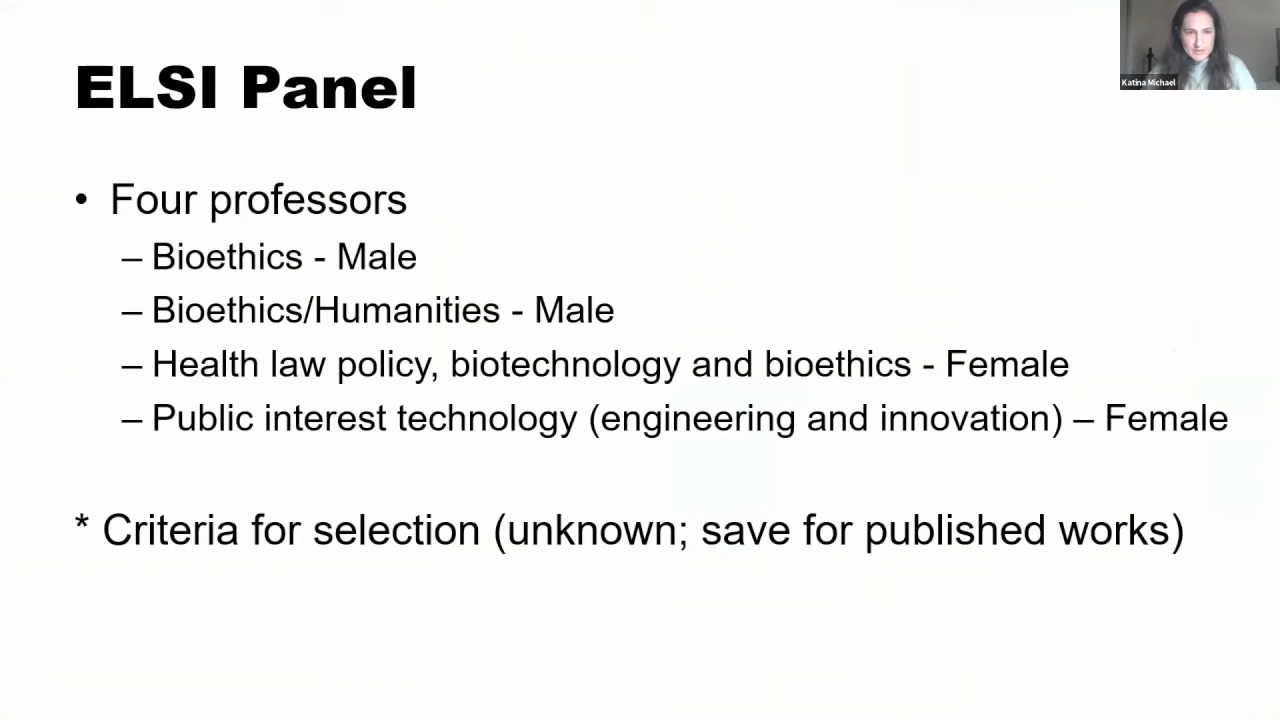 ELSI Panel
Katina Michael
• Four professors
– Bioethics - Male
– Bioethics/Humanities - Male
– Health law policy, biotechnology and bioethics - Female
– Public interest technology (engineering and innovation) – Female
* Criteria for selection (unknown; save for published works)